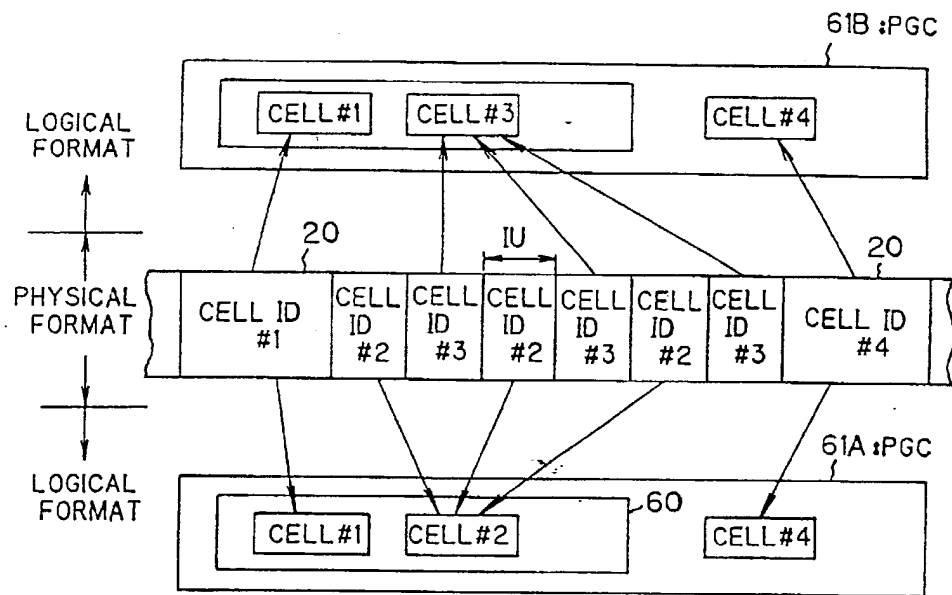 61B :PGC
CELL#1
CELL#3
CELL#4
LOGICAL
FORMAT
20
IU
20
PHYSICAL
FORMAT
CELL ID
#1
CELL
ID
#2
CELL
ID
#3
CELL
ID
#2
CELL
ID
#3
CELL
ID
#2
CELL
ID
#3
CELL ID
#4
61A :PGC
LOGICAL
FORMAT
60
CELL#1
CELL#2
CELL#4